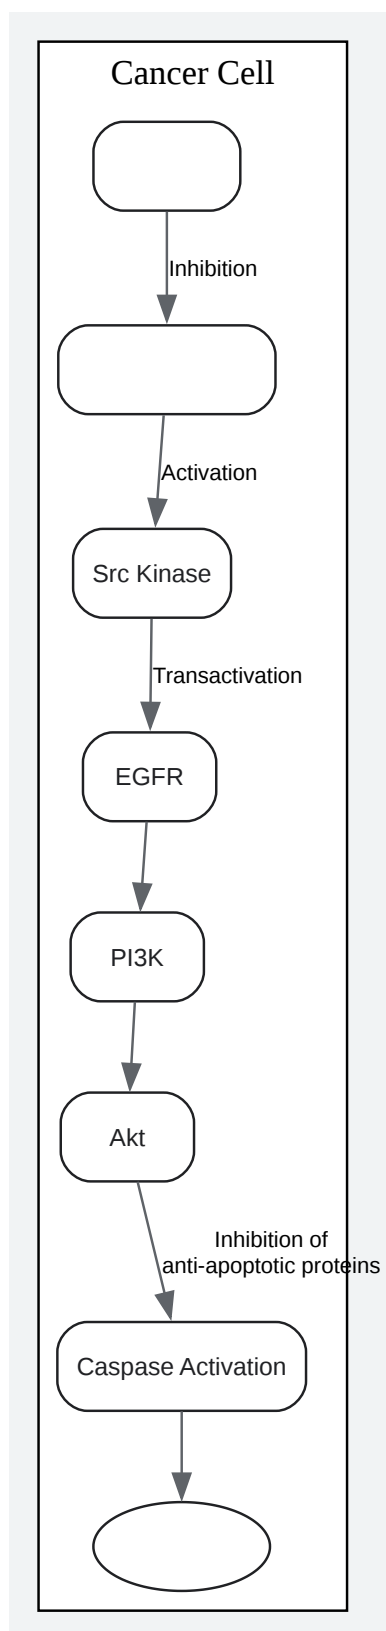 Cancer Cell
Inhibition
Activation
Src Kinase
Transactivation
EGFR
PI3K
Akt
Inhibition of
anti-apoptotic proteins
Caspase Activation